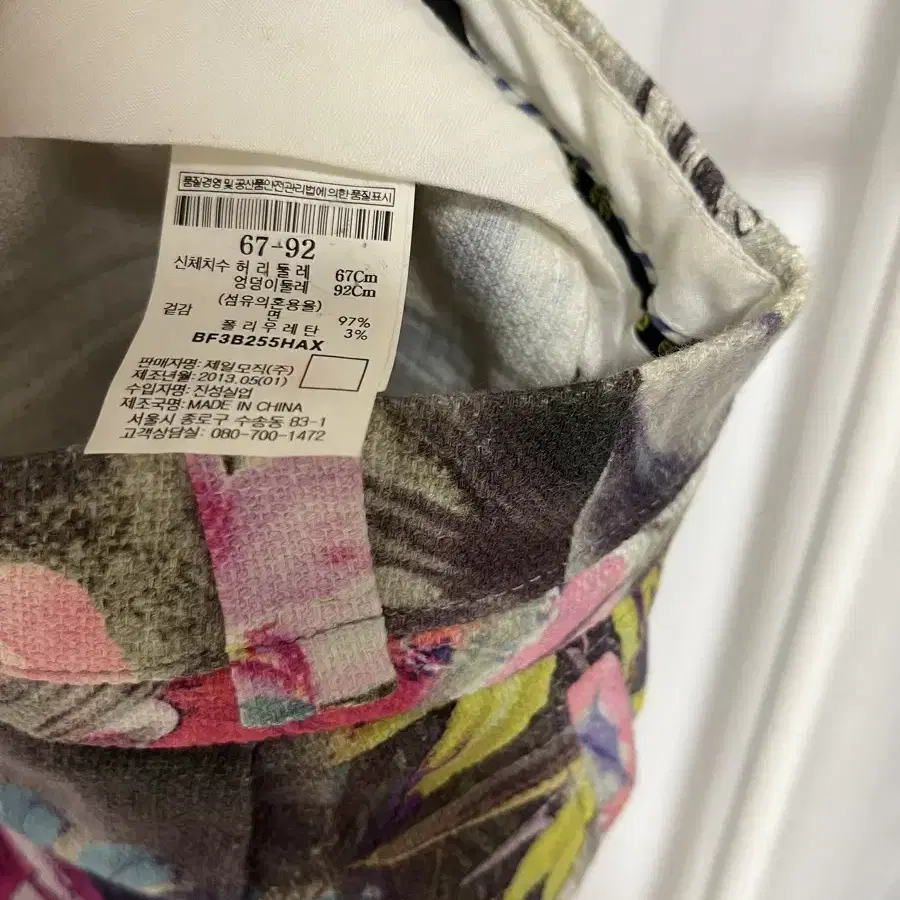 품질경영 및 공산품안전관리법에 의한 품질표시
67-92
신체치수 허 리 둘 레 67Cm
엉덩이둘레 92Cm
(섬유의혼용율)
겉감 면 97%
폴 리 우 레 탄 3%
BF3B255HAX
판매자명: 제일모직(주)
제조년월: 2013.05(01)
수입자명: 진성실업
제조국명: MADE IN CHINA
서울시 종로구 수송동 83-1
고객상담실: 080-700-1472